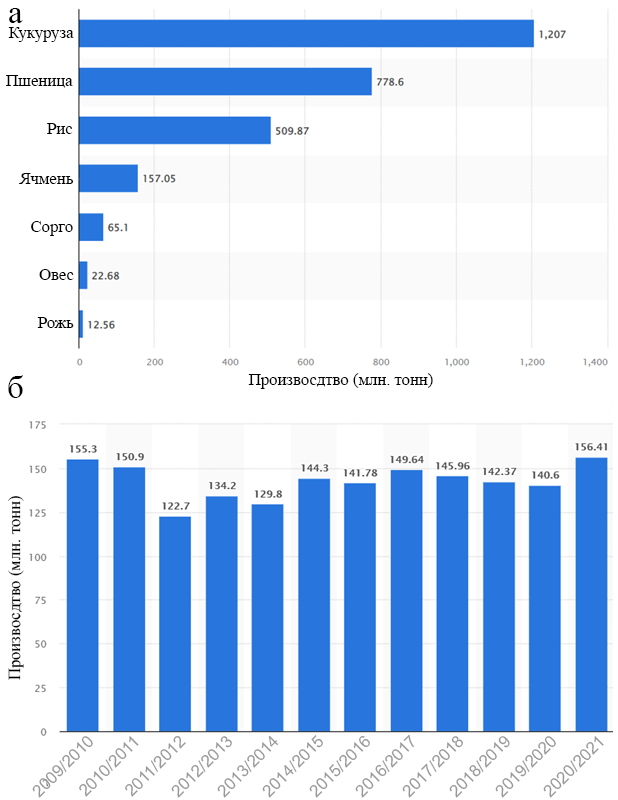 а
Кукуруза 1,207
Пшеница 778.6
Рис 509.87
Ячмень 157.05
Сорго 65.1
Овес 22.68
Рожь 12.56
0 200 400 600 800 1,000 1,200 1,400
Произвосдтво (млн. тонн)
б
175
150
125
100
75
50
25
0
Произвосдтво (млн. тонн)
155.3 150.9 122.7 134.2 129.8 144.3 141.78 149.64 145.96 142.37 140.6 156.41
2009/2010 2010/2011 2011/2012 2012/2013 2013/2014 2014/2015 2015/2016 2016/2017 2017/2018 2018/2019 2019/2020 2020/2021